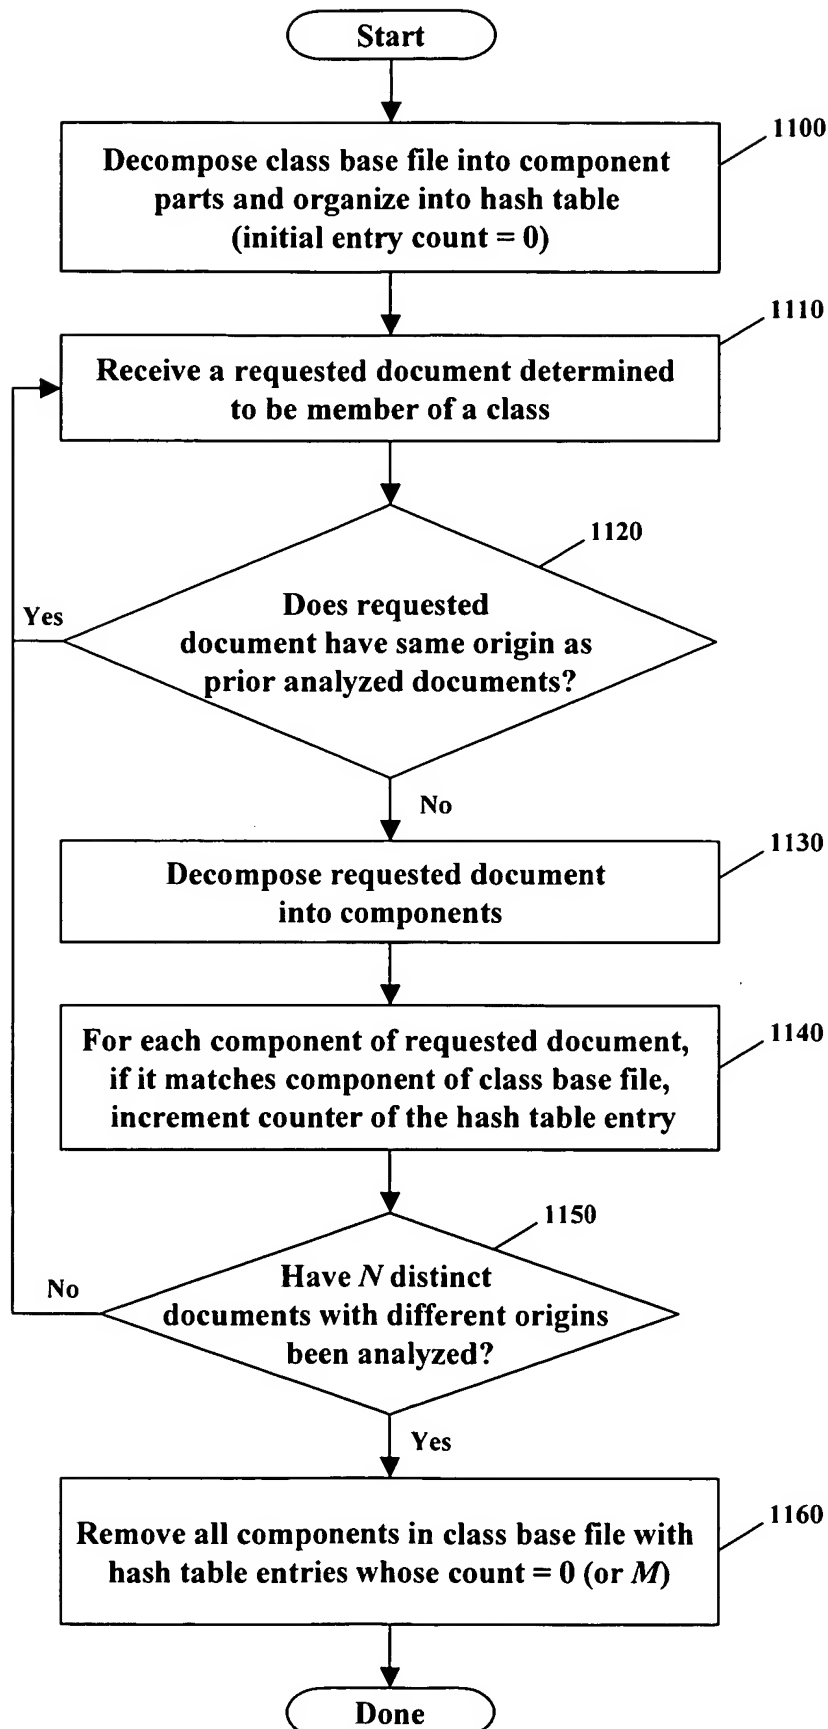 Start
1100
Decompose class base file into component
parts and organize into hash table
(initial entry count = 0)
1110
Receive a requested document determined
to be member of a class
1120
Yes
Does requested
document have same origin as
prior analyzed documents?
No
1130
Decompose requested document
into components
1140
For each component of requested document,
if it matches component of class base file,
increment counter of the hash table entry
1150
No
Have N distinct
documents with different origins
been analyzed?
Yes
1160
Remove all components in class base file with
hash table entries whose count = 0 (or M)
Done